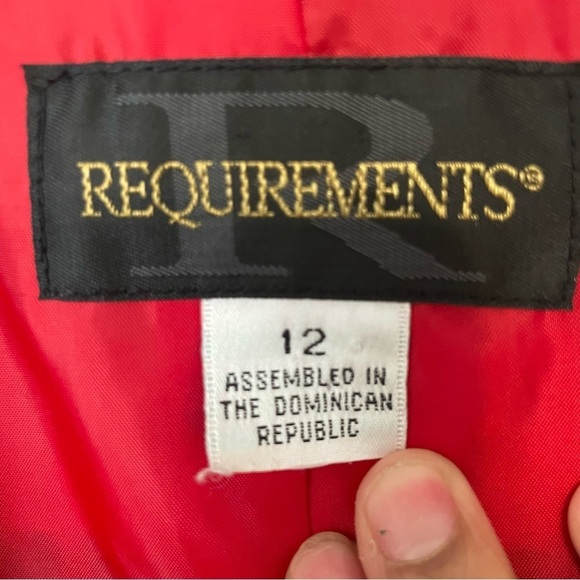 R
REQUIREMENTS®
12
ASSEMBLED IN
THE DOMINICAN
REPUBLIC